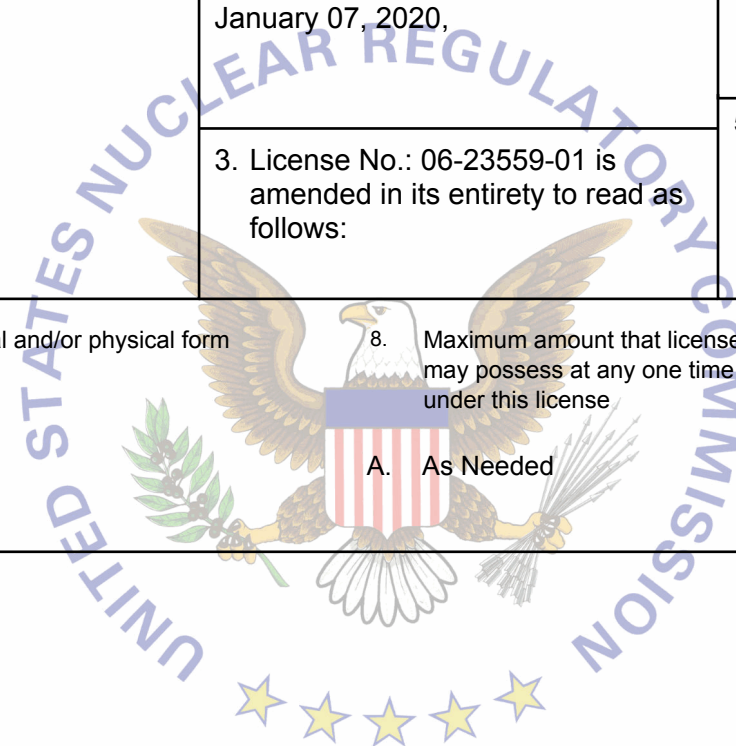 January 07, 2020,
3. License No.: 06-23559-01 is
amended in its entirety to read as
follows:
and/or physical form
8. Maximum amount that
may possess at any one time
under this license
A. As Needed
UNITED STATES NUCLEAR REGULATORY COMMISSION